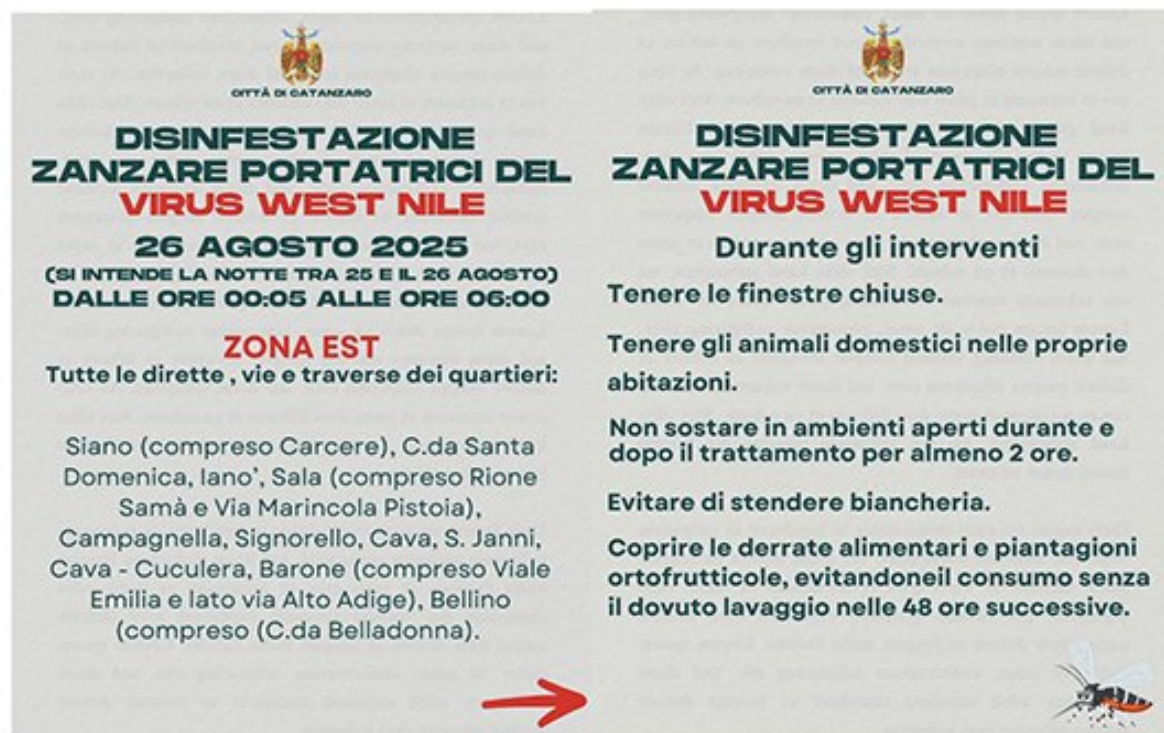 CITTÀ DI CATANZARO
DISINFESTAZIONE
ZANZARE PORTATRICI DEL
VIRUS WEST NILE
26 AGOSTO 2025
(SI INTENDE LA NOTTE TRA 25 E IL 26 AGOSTO)
DALLE ORE 00:05 ALLE ORE 06:00
ZONA EST
Tutte le dirette , vie e traverse dei quartieri:
Siano (compreso Carcere), C.da Santa
Domenica, Iano', Sala (compreso Rione
Samà e Via Marincola Pistoia),
Campagnella, Signorello, Cava, S. Janni,
Cava - Cuculera, Barone (compreso Viale
Emilia e lato via Alto Adige), Bellino
(compreso (C.da Belladonna).
CITTÀ DI CATANZARO
DISINFESTAZIONE
ZANZARE PORTATRICI DEL
VIRUS WEST NILE
Durante gli interventi
Tenere le finestre chiuse.
Tenere gli animali domestici nelle proprie
abitazioni.
Non sostare in ambienti aperti durante e
dopo il trattamento per almeno 2 ore.
Evitare di stendere biancheria.
Coprire le derrate alimentari e piantagioni
ortofrutticole, evitandoneil consumo senza
il dovuto lavaggio nelle 48 ore successive.